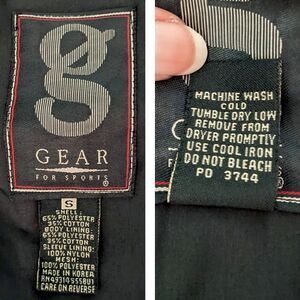 g
GEAR
FOR SPORTS
®
S
SHELL:
65% POLYESTER
35% COTTON
BODY LINING:
65% POLYESTER
35% COTTON
SLEEVE LINING:
100% NYLON
MESH:
100% POLYESTER
MADE IN KOREA
CARE ON REVERSE
MACHINE WASH
COLD
TUMBLE DRY LOW
REMOVE FROM
DRYER PROMPTLY
USE COOL IRON
DO NOT BLEACH
PO 3744